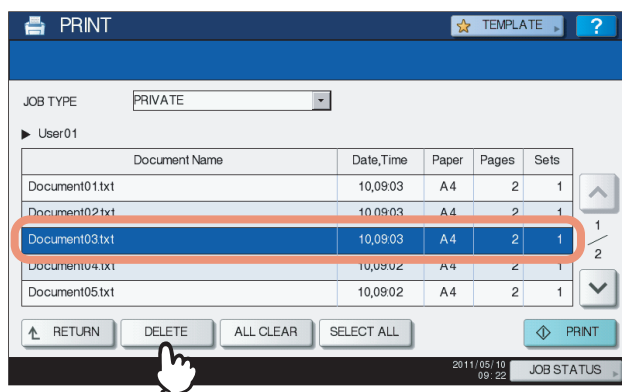 PRINT TEMPLATE ?
JOB TYPE PRIVATE
User01
Document Name Date,Time Paper Pages Sets
Document01.txt 10,09:03 A4 2 1
Document02.txt 10,09:03 A4 2 1
Document03.txt 10,09:03 A4 2 1
Document04.txt 10,09:02 A4 2 1
Document05.txt 10,09:02 A4 2 1
1
2
RETURN DELETE ALL CLEAR SELECT ALL PRINT
2011/05/10
09:22 JOB STATUS